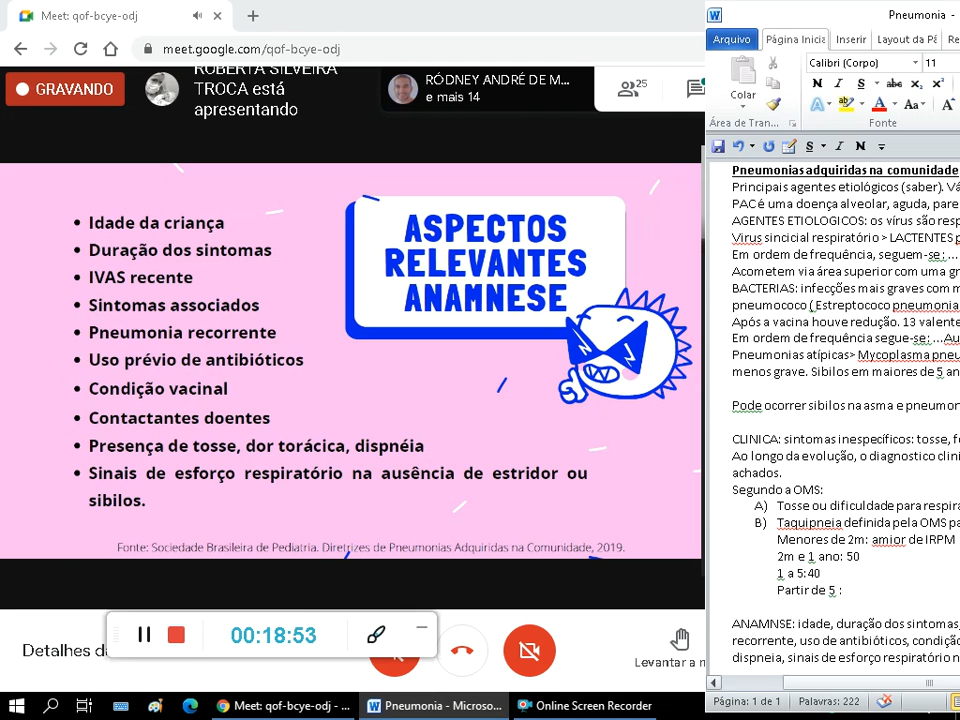 Meet: qof-bcye-odj
meet.google.com/qof-bcye-odj
GRAVANDO
ROBERTA SILVEIRA
TROCA está
apresentando
RÓDNEY ANDRÉ DE M...
e mais 14
25
ASPECTOS
RELEVANTES
ANAMNESE
Idade da criança
Duração dos sintomas
IVAS recente
Sintomas associados
Pneumonia recorrente
Uso prévio de antibióticos
Condição vacinal
Contactantes doentes
Presença de tosse, dor torácica, dispnéia
Sinais de esforço respiratório na ausência de estridor ou
sibilos.
Fonte: Sociedade Brasileira de Pediatria. Diretrizes de Pneumonias Adquiridas na Comunidade, 2019.
Detalhes da
00:18:53
Levantar a m
Pneumonia -
Arquivo
Página Inicia
Inserir
Layout da Pá
Re
Colar
Calibri (Corpo)
11
N I S abc x₂ x²
A ab A Aa A
Área de Tran...
Fonte
S I N
Pneumonias adquiridas na comunidade
Principais agentes etiológicos (saber). Vá
PAC é uma doença alveolar, aguda, pare
AGENTES ETIOLOGICOS: os vírus são resp
Virus sincicial respiratório > LACTENTES p
Em ordem de frequência, seguem-se: ...
Acometem via área superior com uma gr
BACTERIAS: infecções mais graves com m
pneumococo ( Estreptococo pneumonia
Após a vacina houve redução. 13 valente
Em ordem de frequência segue-se: ...Au
Pneumonias atípicas> Mycoplasma pneu
menos grave. Sibilos em maiores de 5 an
Pode ocorrer sibilos na asma e pneumon
CLINICA: sintomas inespecíficos: tosse, fe
Ao longo da evolução, o diagnostico clini
achados.
Segundo a OMS:
A) Tosse ou dificuldade para respira
B) Taquipneia definida pela OMS pa
Menores de 2m: amior de IRPM
2m e 1 ano: 50
1 a 5:40
Partir de 5 :
ANAMNSE: idade, duração dos sintomas,
recorrente, uso de antibióticos, condição
dispneia, sinais de esforço respiratório n
Página: 1 de 1
Palavras: 222
Meet: qof-bcye-odj - ...
Pneumonia - Microso...
Online Screen Recorder